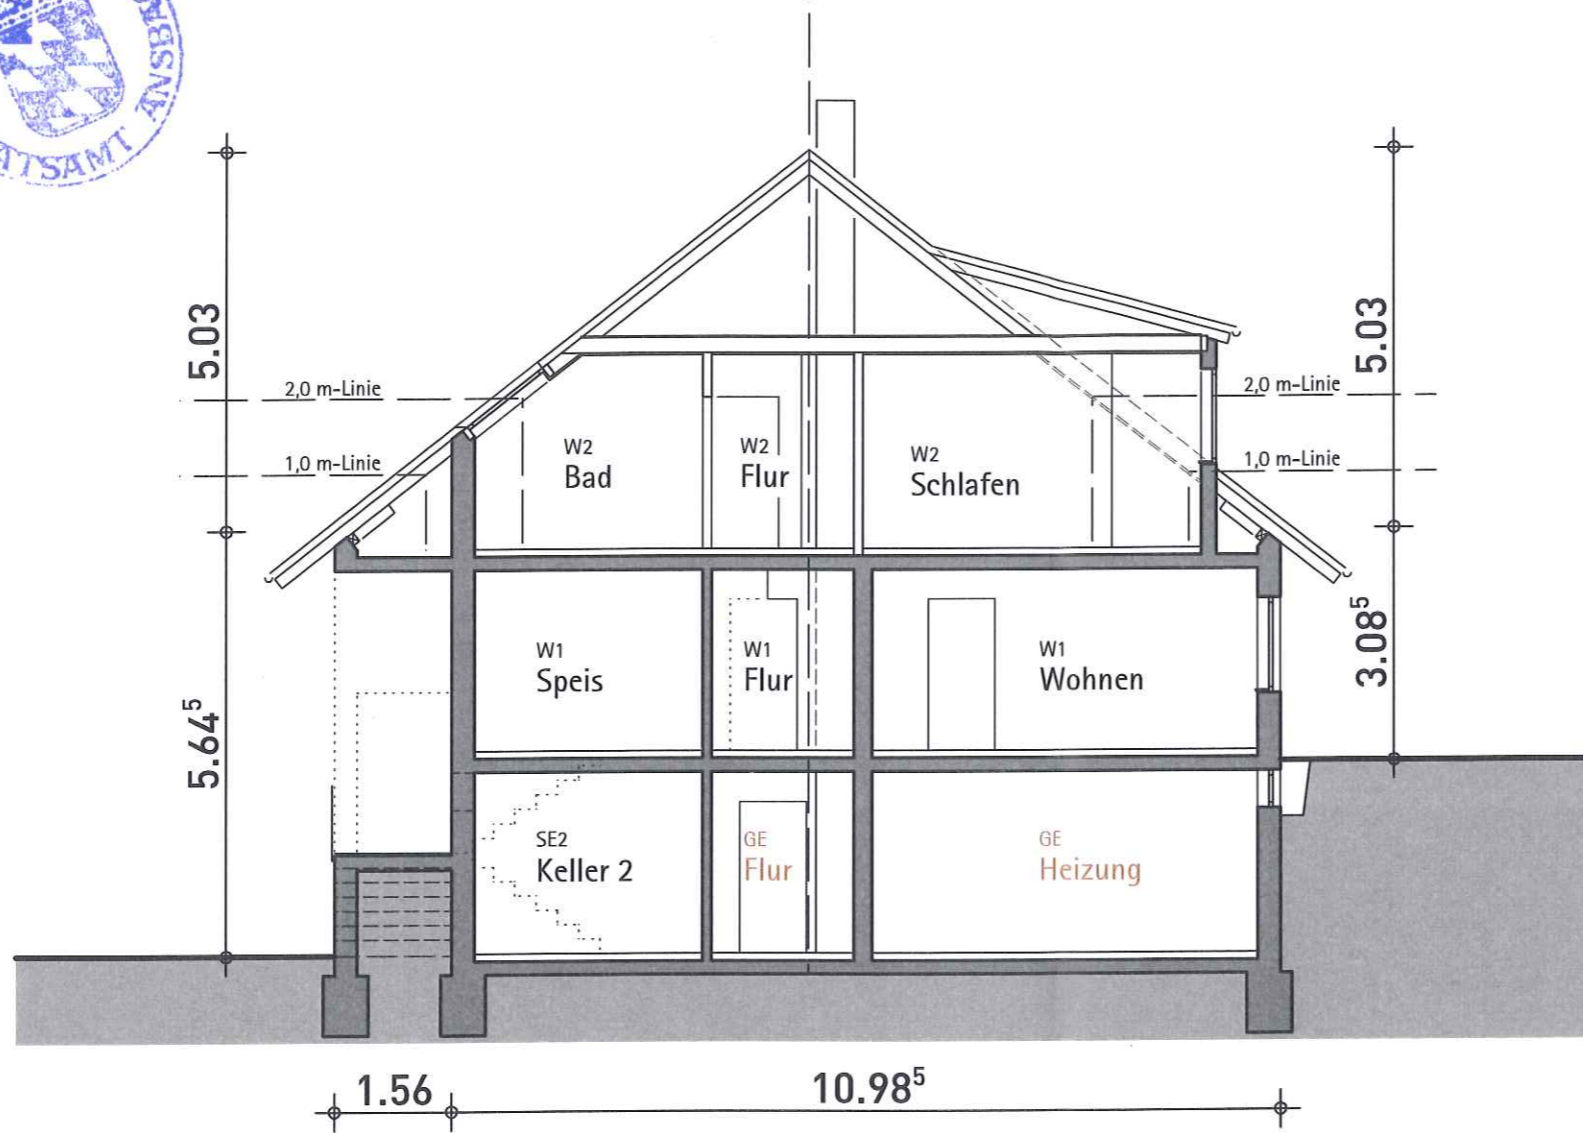 ATSAMT ANSBA
5.03
5.03
2,0 m-Linie
2,0 m-Linie
1,0 m-Linie
1,0 m-Linie
W2
Bad
W2
Flur
W2
Schlafen
5.64⁵
3.08⁵
W1
Speis
W1
Flur
W1
Wohnen
SE2
Keller 2
GE
Flur
GE
Heizung
1.56
10.98⁵